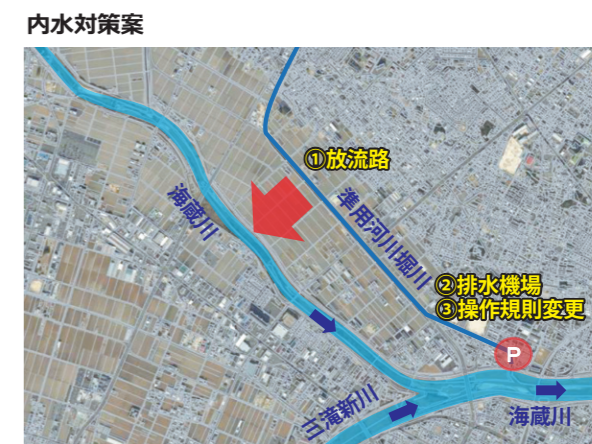 内水対策案
①放流路
海蔵川
準用河川堀川
②排水機場
③操作規則変更
P
三滝新川
海蔵川